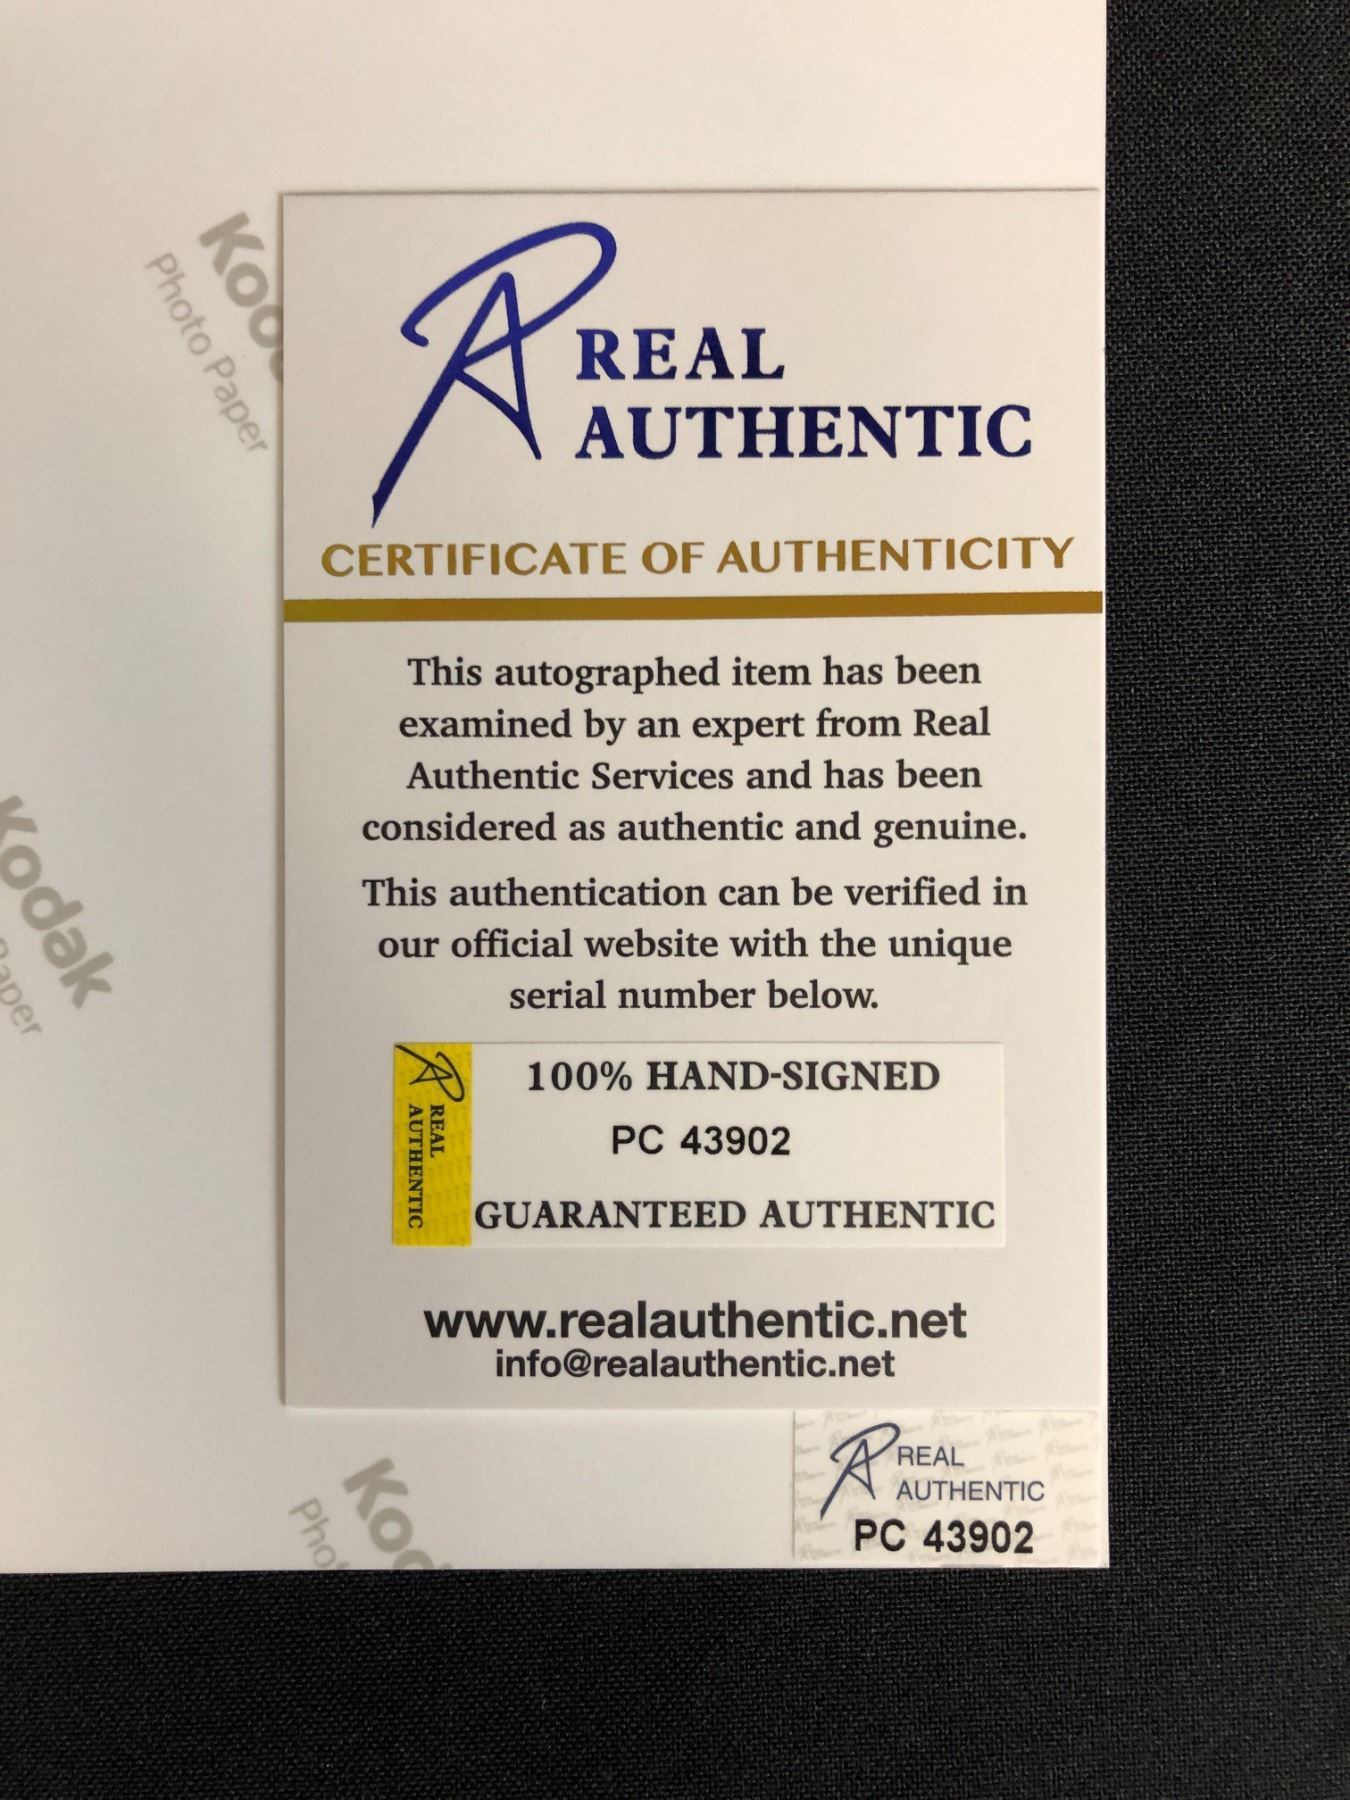 Kodak
Photo Paper
REAL
AUTHENTIC
CERTIFICATE OF AUTHENTICITY
This autographed item has been
examined by an expert from Real
Authentic Services and has been
considered as authentic and genuine.
This authentication can be verified in
our official website with the unique
serial number below.
REAL
AUTHENTIC
100% HAND-SIGNED
PC 43902
GUARANTEED AUTHENTIC
www.realauthentic.net
info@realauthentic.net
Kodak
Paper
REAL
AUTHENTIC
PC 43902